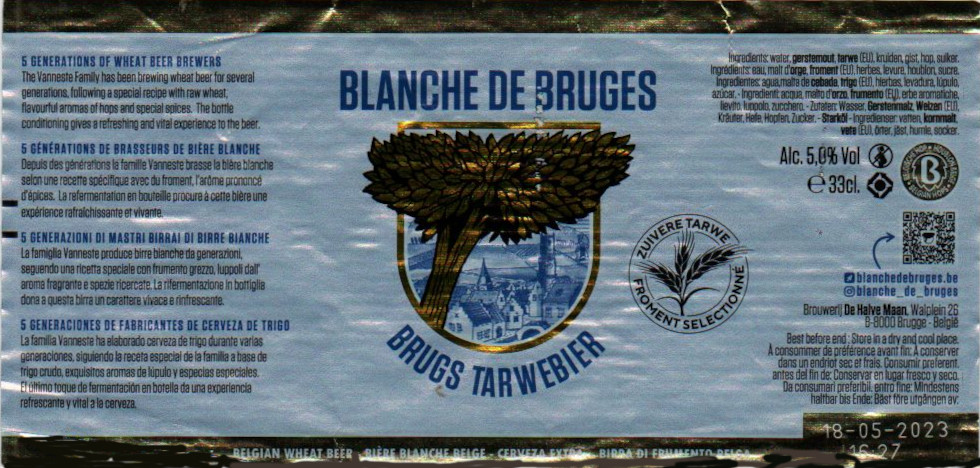 5 GENERATIONS OF WHEAT BEER BREWERS
The Vanneste Family has been brewing wheat beer for several
generations, following a special recipe with raw wheat,
flavourful aromas of hops and special spices. The bottle
conditioning gives a refreshing and vital experience to the beer.
5 GÉNÉRATIONS DE BRASSEURS DE BIÈRE BLANCHE
Depuis des générations la famille Vanneste brasse la bière blanche
selon une recette spécifique avec du froment, l'arôme prononcé
d'épices. La refermentation en bouteille procure à cette bière une
expérience rafraîchissante et vivante.
5 GENERAZIONI DI MASTRI BIRRAI DI BIRRE BIANCHE
La famiglia Vanneste produce birre bianche da generazioni,
seguendo una ricetta speciale con frumento grezzo, luppoli dall'
aroma fragrante e spezie ricercate. La rifermentazione in bottiglia
dona a questa birra un carattere vivace e rinfrescante.
5 GENERACIONES DE FABRICANTES DE CERVEZA DE TRIGO
La familia Vanneste ha elaborado cerveza de trigo durante varias
generaciones, siguiendo la receta especial de la familia a base de
trigo crudo, exquisitos aromas de lúpulo y especias especiales.
El último toque de fermentación en botella da una experiencia
refrescante y vital a la cerveza.
BLANCHE DE BRUGES
BRUGS TARWEBIER
ZUIVERE TARWE
FROMENT SELECTIONNÉ
Ingredients: water, gerstemout, tarwe (EU), kruiden, gist, hop, suiker.
Ingrédients: eau, malt d'orge, froment (EU), herbes, levure, houblon, sucre.
Ingredientes: agua, malta de cebada, trigo (EU), hierbas, levadura, lúpulo,
azúcar. - Ingredienti: acqua, malto d'orzo, frumento (EU), erbe aromatiche,
lievito, luppolo, zucchero. - Zutaten: Wasser, Gerstenmalz, Weizen (EU),
Kräuter, Hefe, Hopfen, Zucker. - Starköl - Ingredienser: vatten, kornmalt,
vete (EU), örter, jäst, humle, socker.
Alc. 5,0% Vol
e 33cl.
B
blanchedebruges.be
blanche_de_bruges
Brouwerij De Halve Maan, Walplein 26
B-8000 Brugge - België
Best before end : Store in a dry and cool place.
A consommer de préférence avant fin: A conserver
dans un endriot sec et frais. Consumir preferent.
antes del fin de: Conservar en lugar fresco y seco.
Da consumari preferibil. entro fine: Mindestens
haltbar bis Ende: Bäst före utgången av:
18-05-2023
16:27
BELGIAN WHEAT BEER - BIÈRE BLANCHE BELGE - CERVEZA EXTRA - BIRRA DI FRUMENTO BELGA